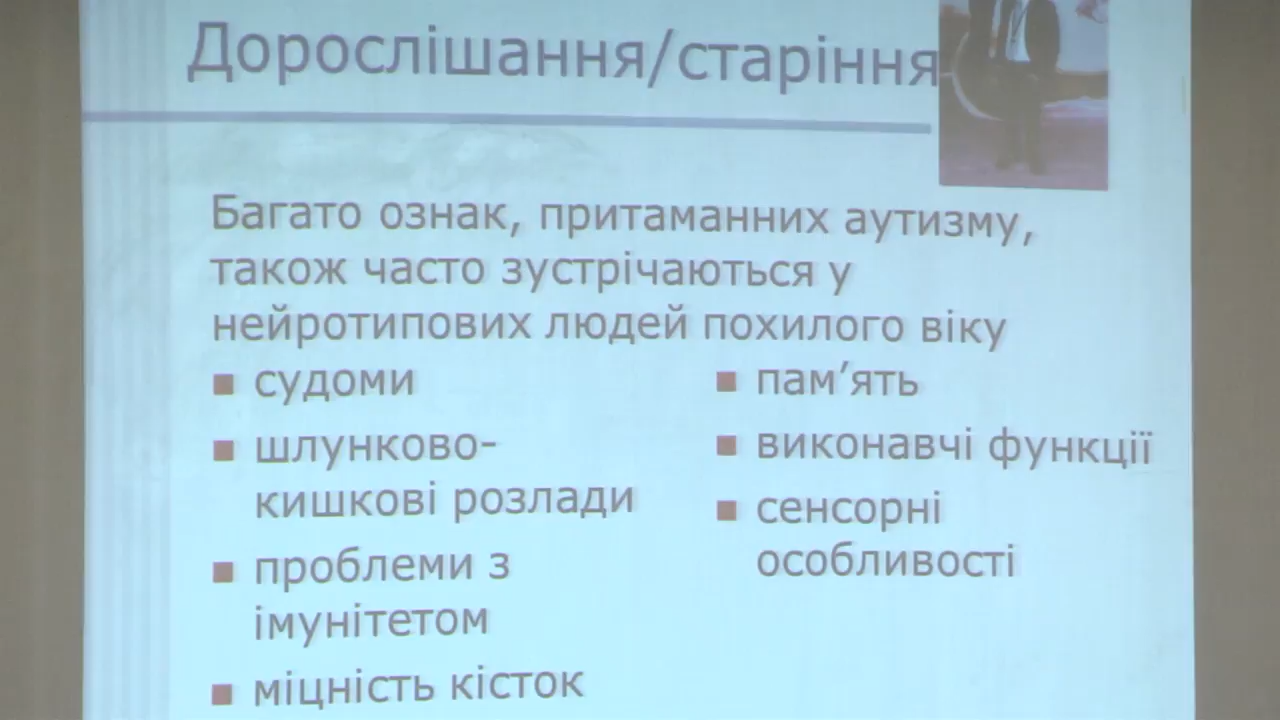 Дорослішання/старіння
Багато ознак, притаманних аутизму,
також часто зустрічаються у
нейротипових людей похилого віку
судоми
шлунково-
кишкові розлади
проблеми з
імунітетом
міцність кісток
пам’ять
виконавчі функції
сенсорні
особливості